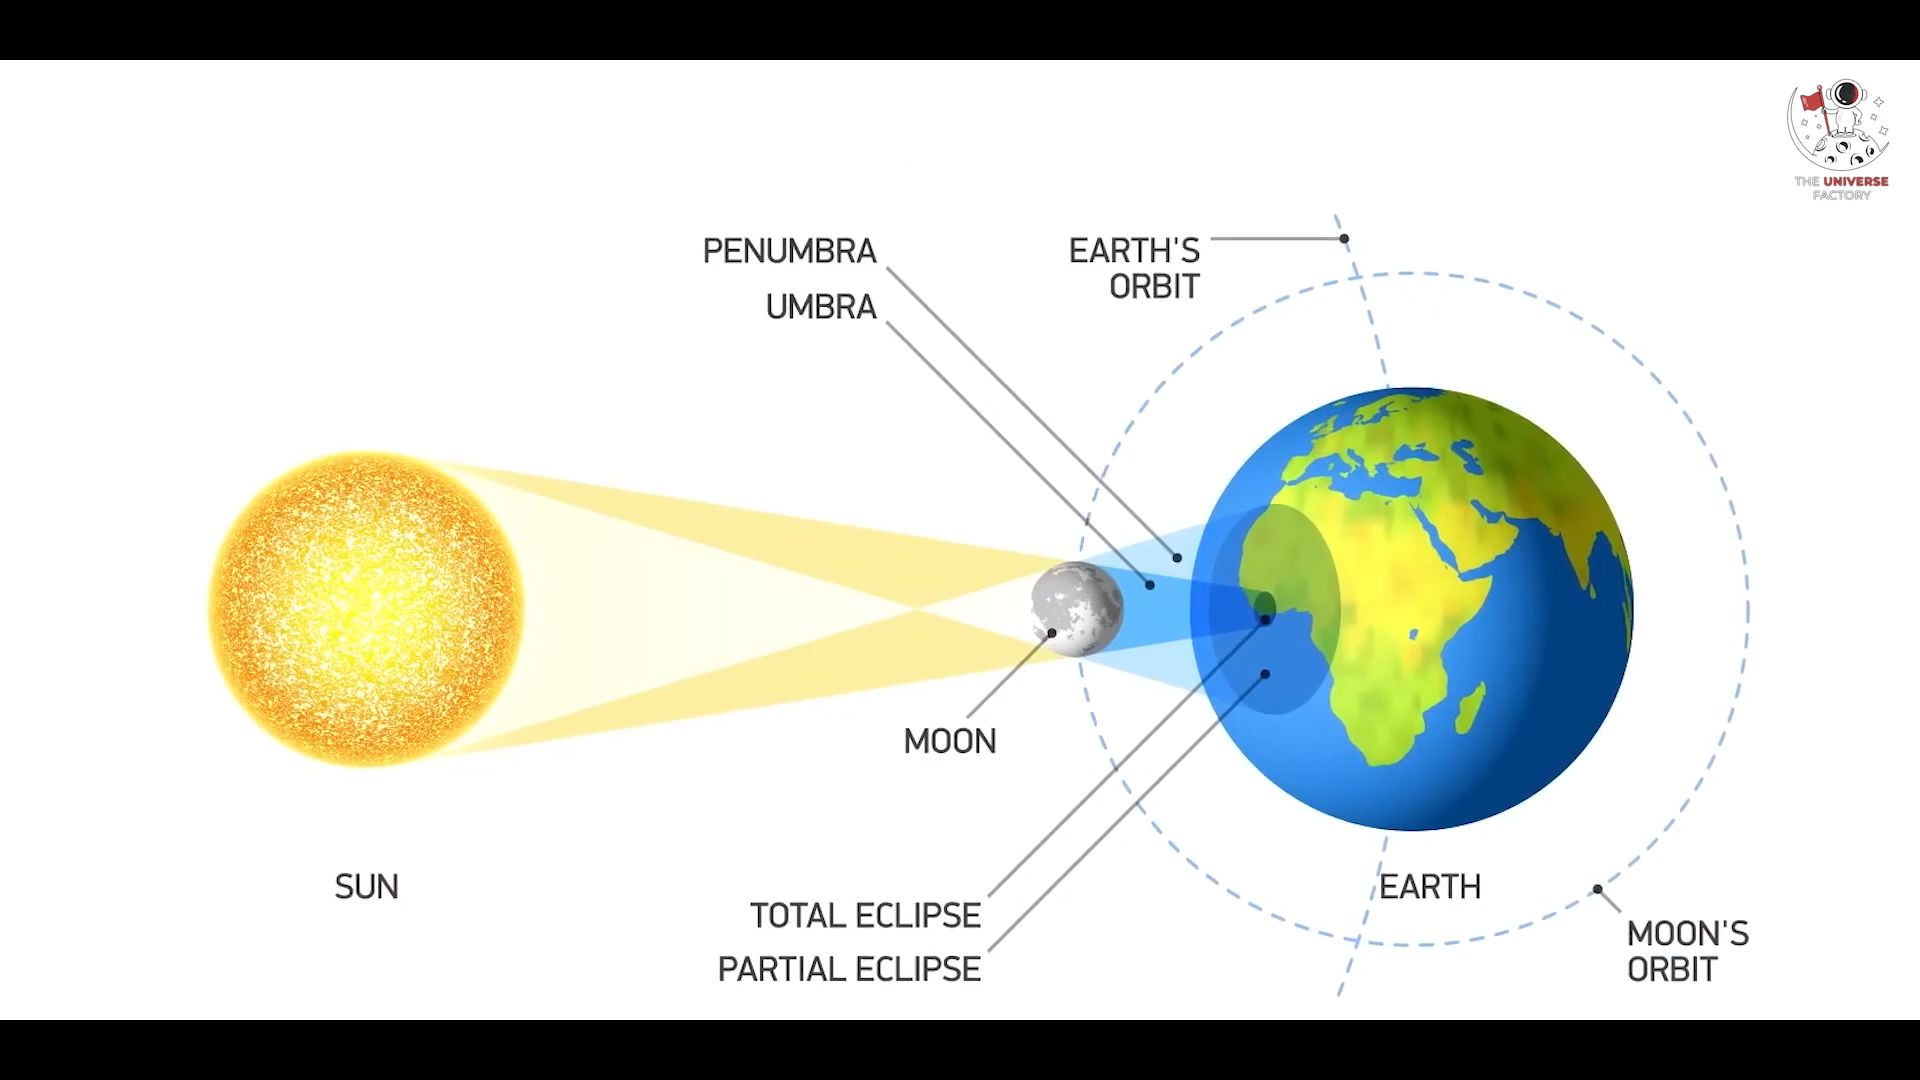 THE UNIVERSE
FACTORY
PENUMBRA
UMBRA
EARTH'S
ORBIT
MOON
SUN
TOTAL ECLIPSE
PARTIAL ECLIPSE
EARTH
MOON'S
ORBIT